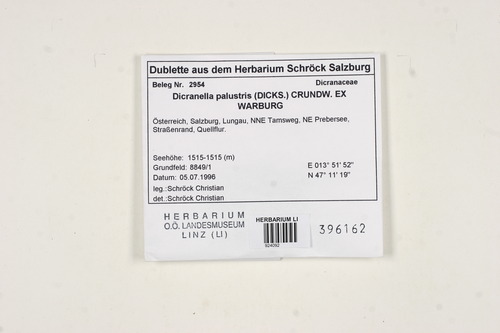 Dublette aus dem Herbarium Schröck Salzburg
Beleg Nr. 2954 Dicranaceae
Dicranella palustris (DICKS.) CRUNDW. EX
WARBURG
Österreich, Salzburg, Lungau, NNE Tamsweg, NE Prebersee,
Straßenrand, Quellflur.
Seehöhe: 1515-1515 (m)
Grundfeld: 8849/1 E 013° 51' 52"
Datum: 05.07.1996 N 47° 11' 19"
leg.:Schröck Christian
det.:Schröck Christian
HERBARIUM
O.Ö. LANDESMUSEUM
LINZ (LI)
HERBARIUM LI
924092
396162